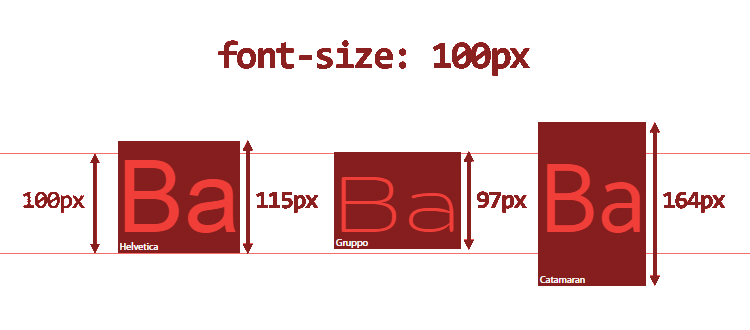 font-size: 100px
100px
Ba
Helvetica
115px
Ba
Gruppo
97px
Ba
Catamaran
164px